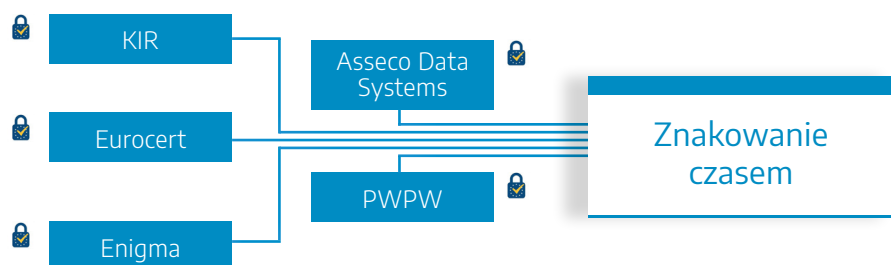 KIR
Asseco Data
Systems
Eurocert
Znakowanie
czasem
PWPW
Enigma